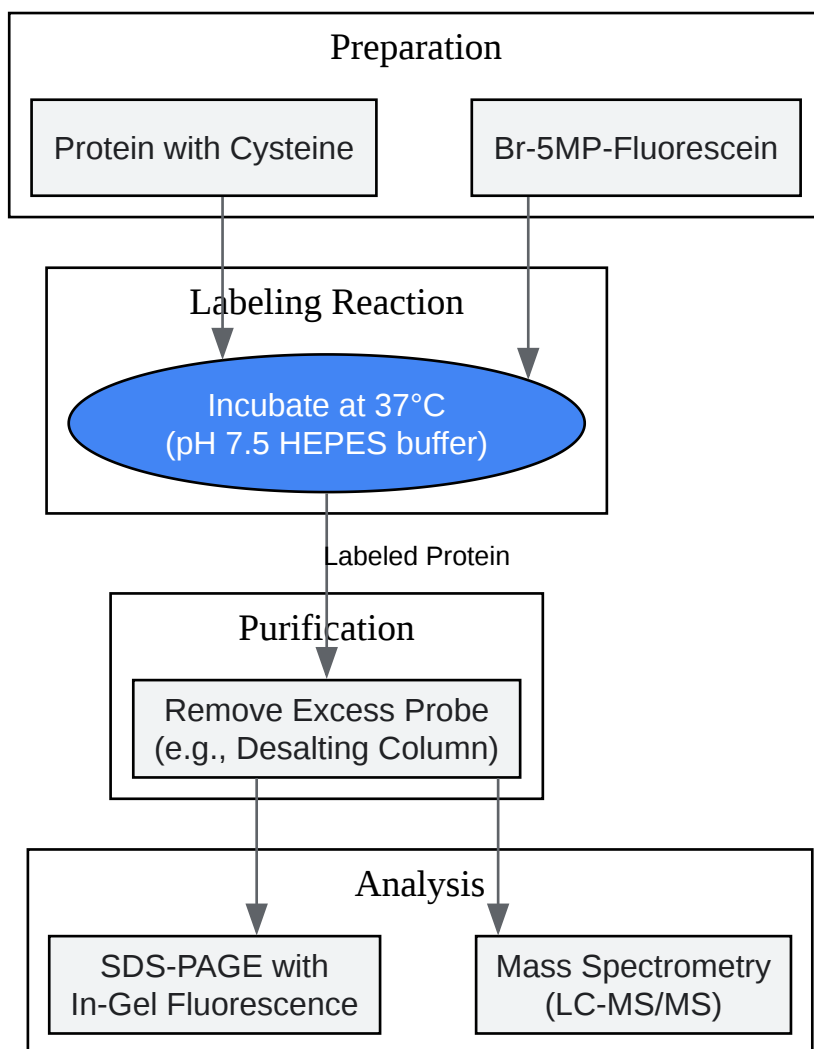 Preparation
Protein with Cysteine
Br-5MP-Fluorescein
Labeling Reaction
Incubate at 37°C
(pH 7.5 HEPES buffer)
Labeled Protein
Purification
Remove Excess Probe
(e.g., Desalting Column)
Analysis
SDS-PAGE with
In-Gel Fluorescence
Mass Spectrometry
(LC-MS/MS)